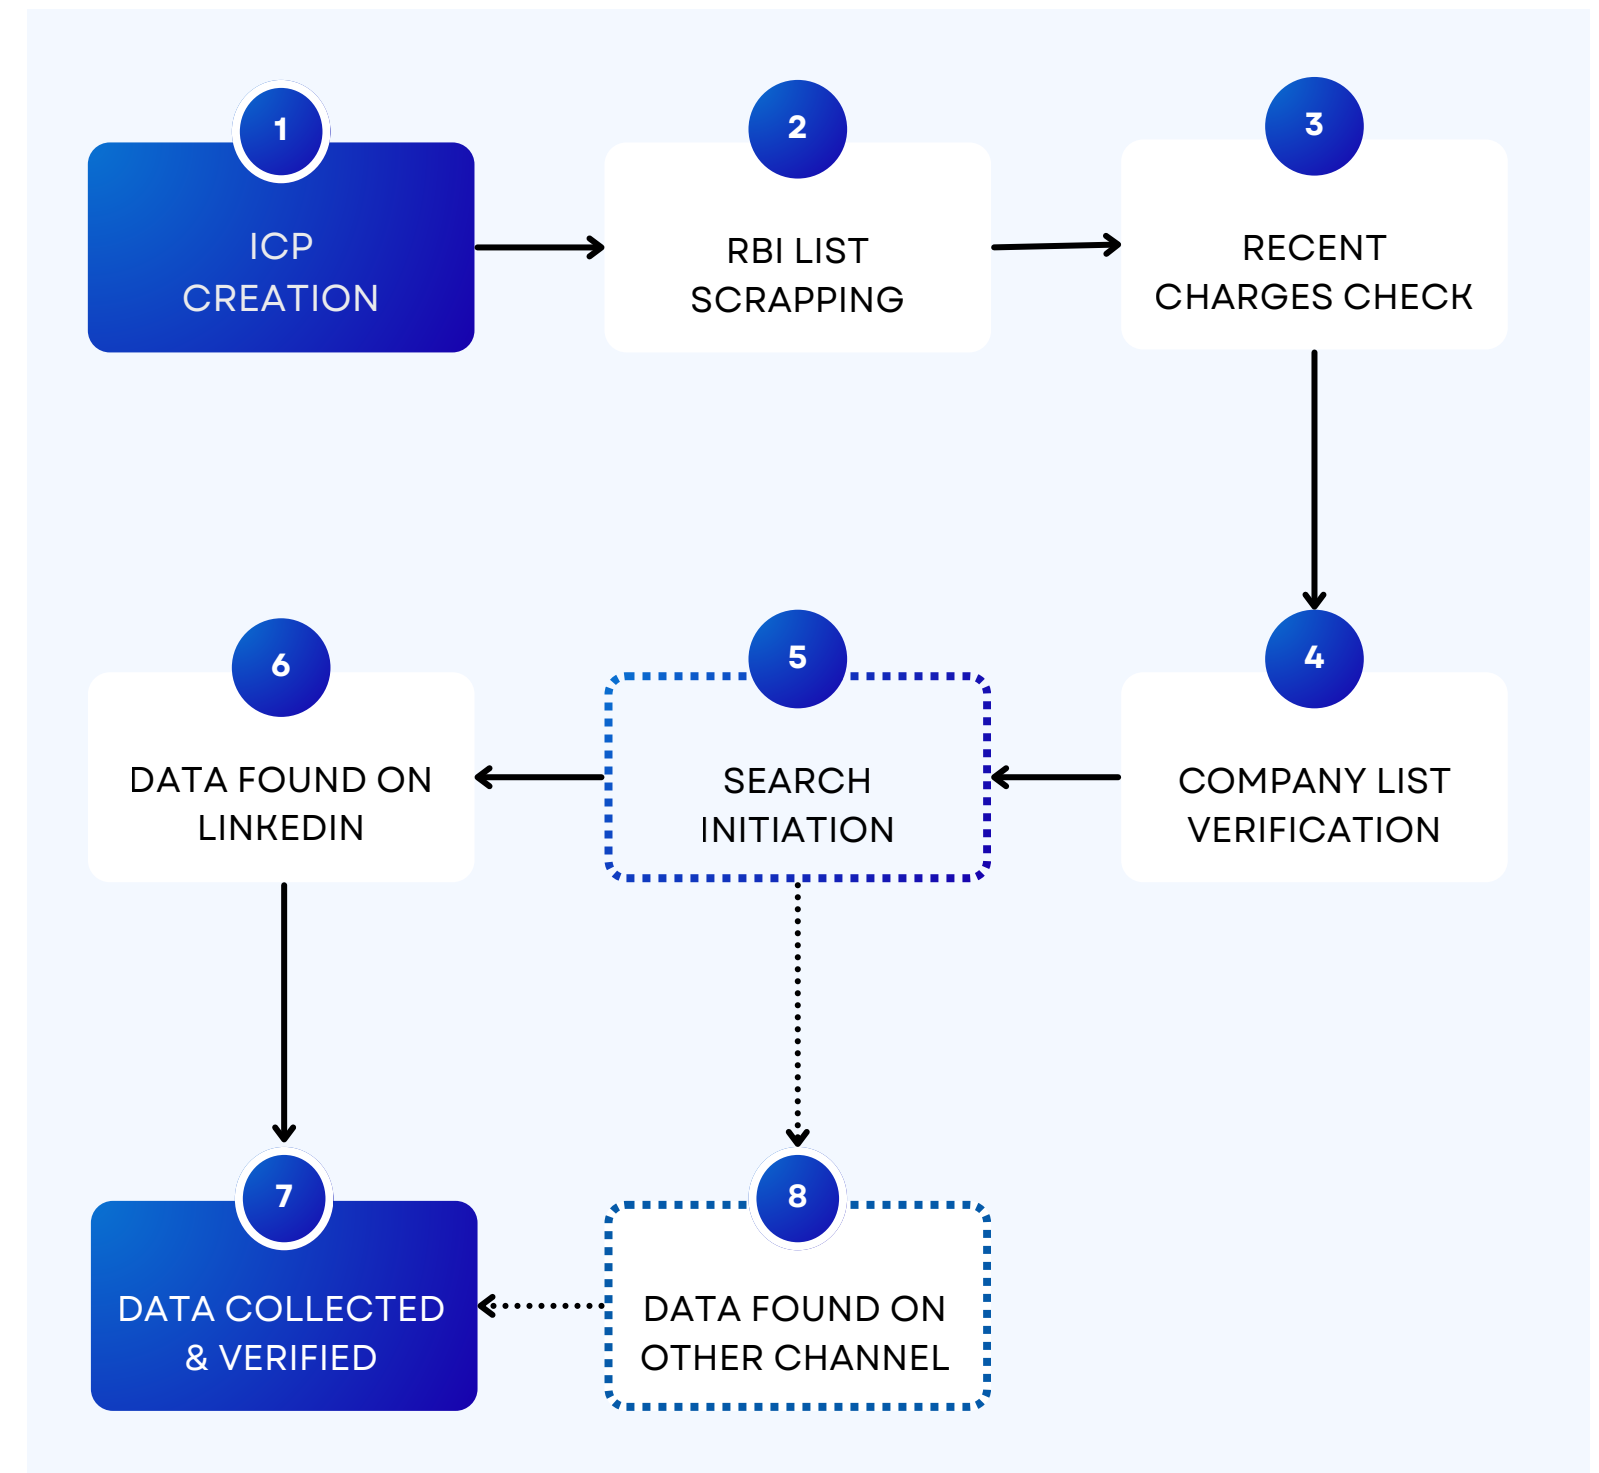 1
ICP
CREATION
2
RBI LIST
SCRAPPING
3
RECENT
CHARGES CHECK
4
COMPANY LIST
VERIFICATION
5
SEARCH
INITIATION
6
DATA FOUND ON
LINKEDIN
7
DATA COLLECTED
& VERIFIED
8
DATA FOUND ON
OTHER CHANNEL